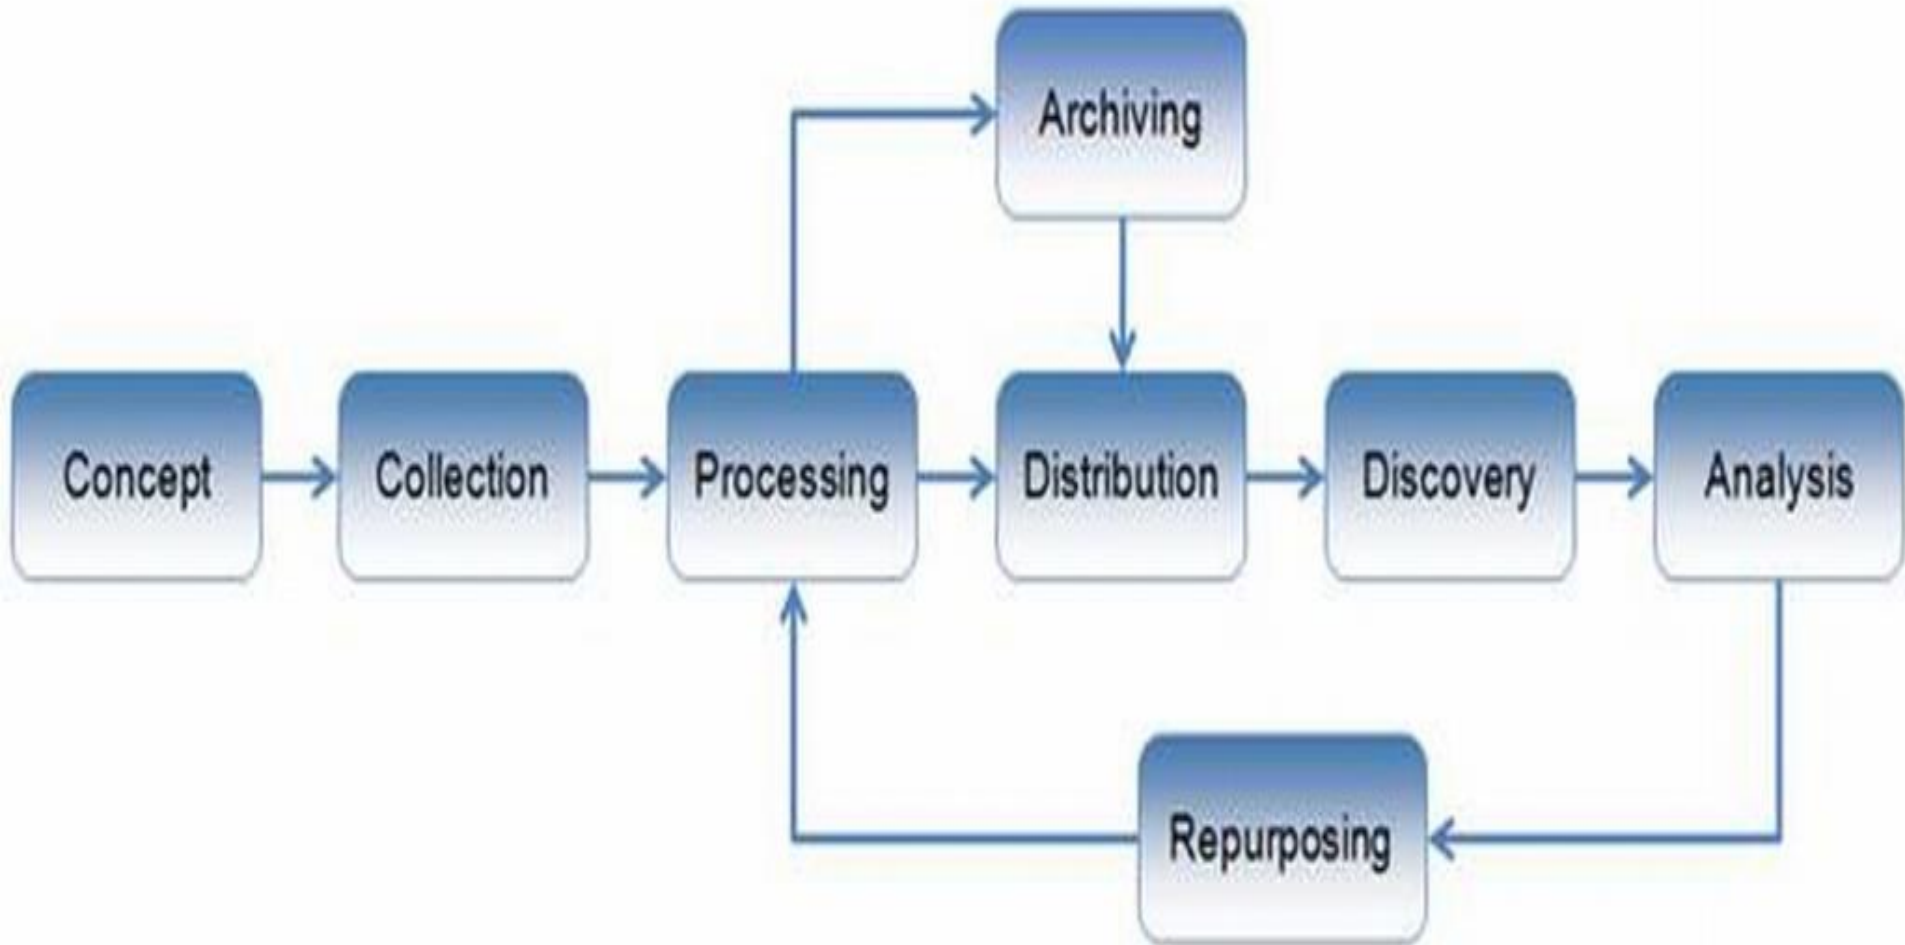 Archiving
Concept
Collection
Processing
Distribution
Discovery
Analysis
Repurposing